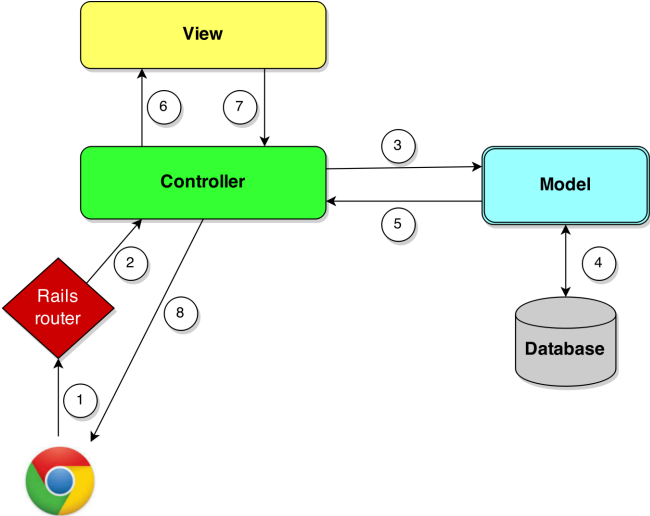 View
6
7
3
Controller
Model
5
2
4
Rails
router
8
Database
1